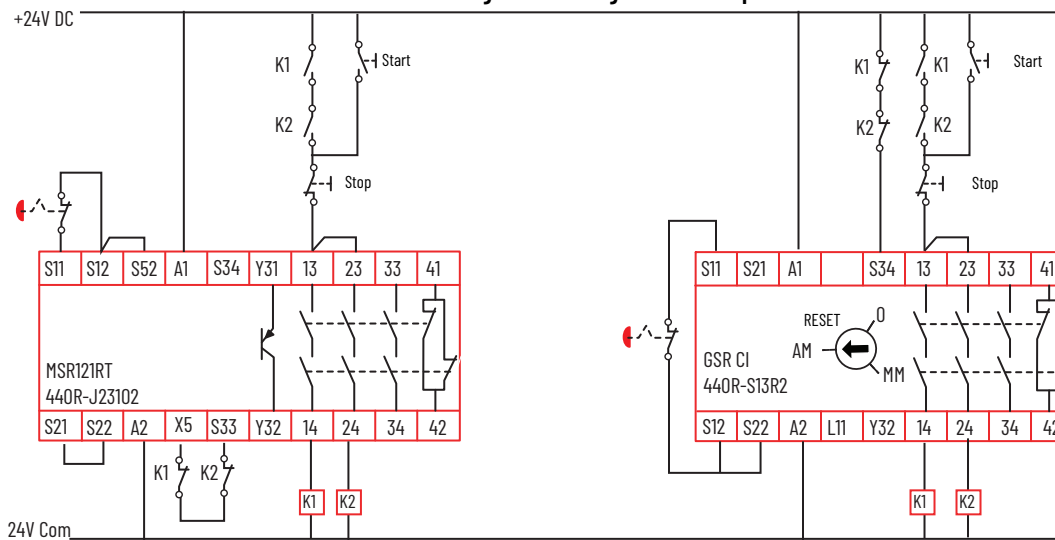 +24V DC
K1
Start
K2
Stop
S11 S12 S52 A1 S34 Y31 13 23 33 41
MSR121RT
440R-J23102
S21 S22 A2 X5 S33 Y32 14 24 34 42
K1 K2
K1 K2
24V Com
K1 K1 Start
K2 K2
Stop
S11 S21 A1 S34 13 23 33 41
RESET 0
AM
MM
GSR CI
440R-S13R2
S12 S22 A2 L11 Y32 14 24 34 42
K1 K2